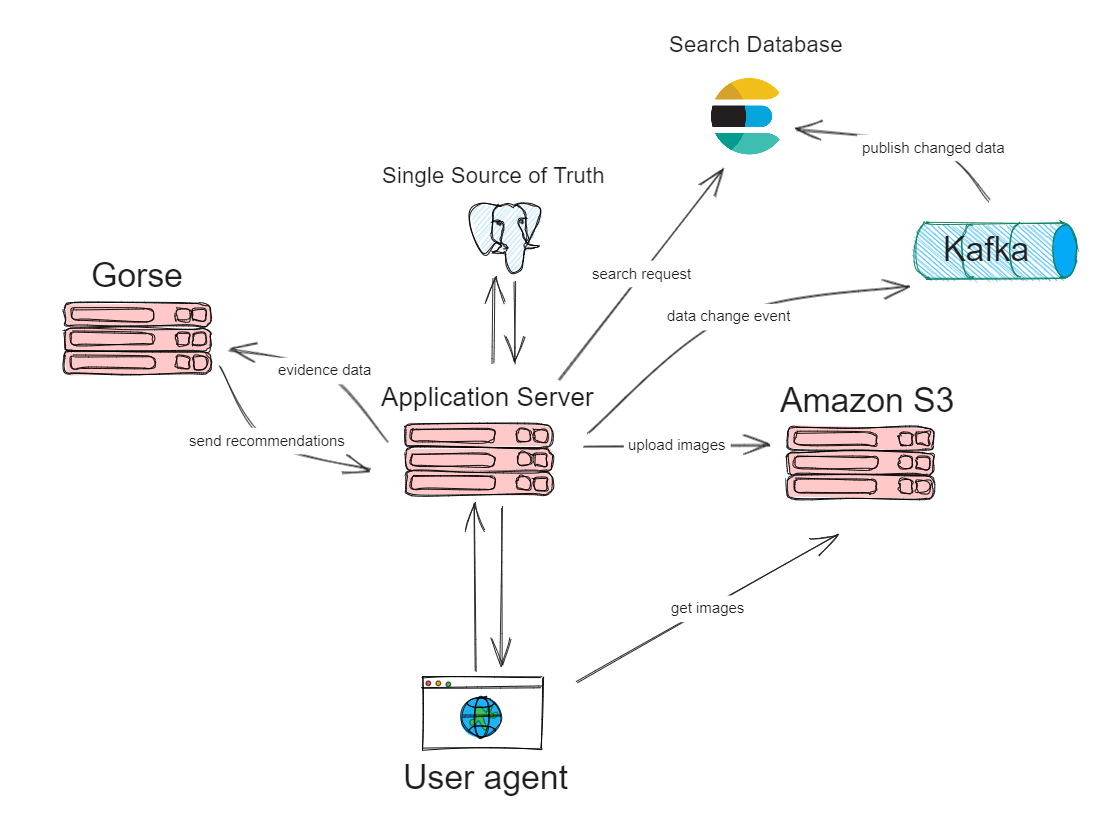 Search Database
publish changed data
Single Source of Truth
Kafka
Gorse
search request
data change event
evidence data
Application Server
Amazon S3
send recommendations
upload images
get images
User agent